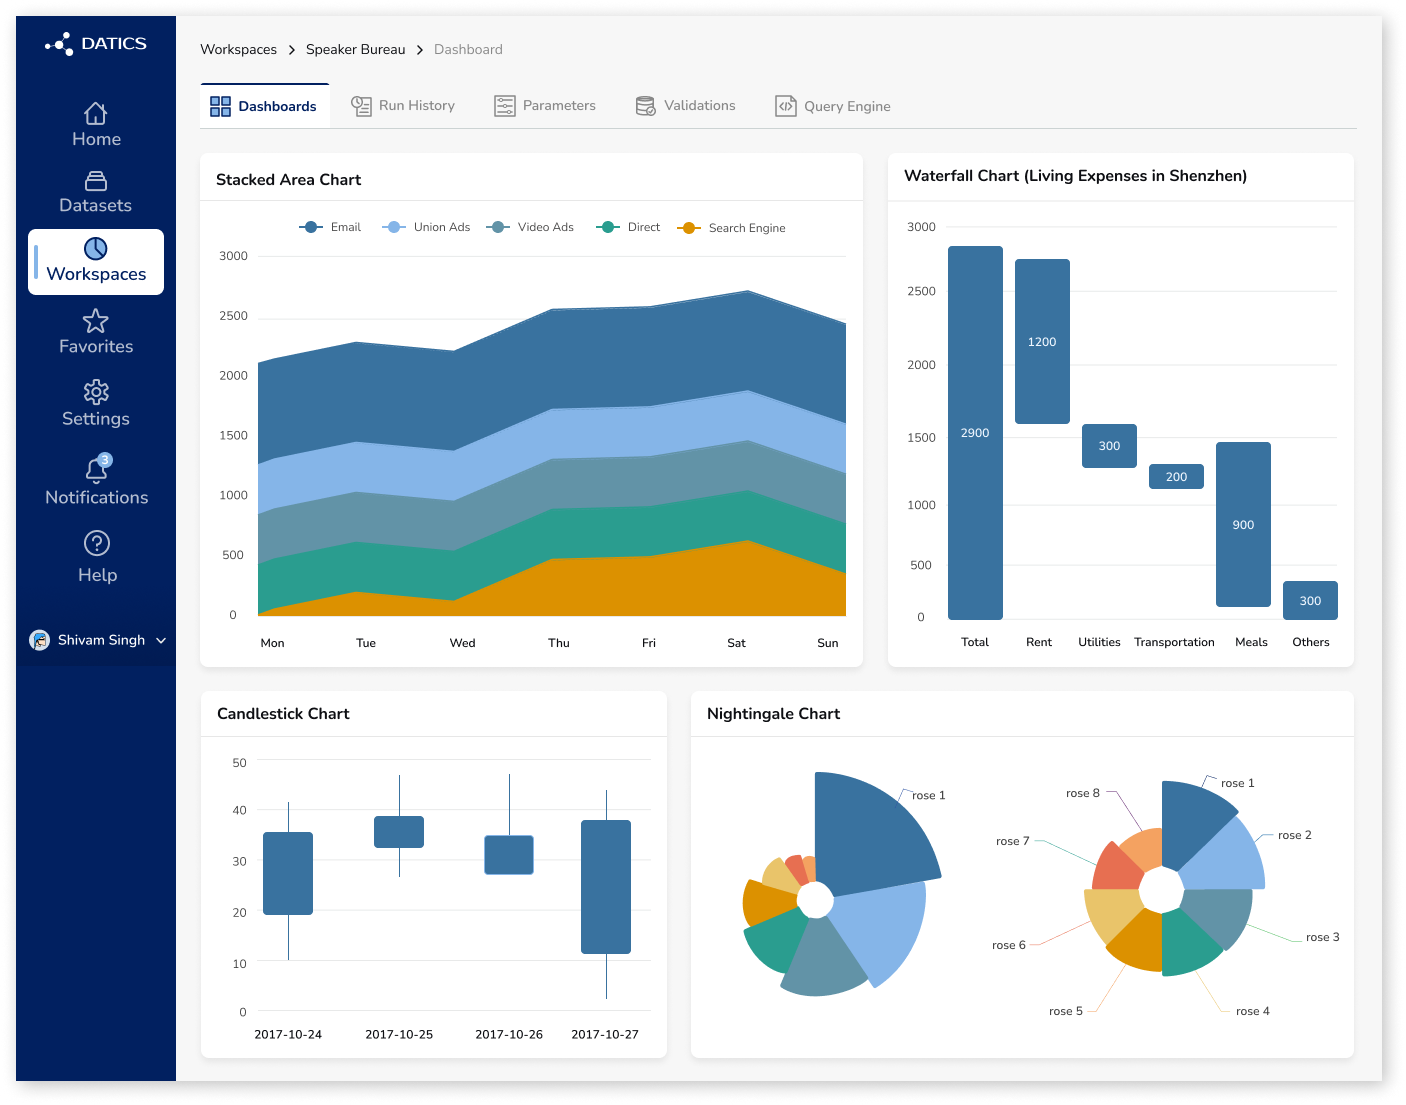 DATICS
Home
Datasets
Workspaces
Favorites
Settings
3
Notifications
Help
Shivam Singh
Workspaces Speaker Bureau Dashboard
Dashboards Run History Parameters Validations Query Engine
Stacked Area Chart
Email Union Ads Video Ads Direct Search Engine
3000
2500
2000
1500
1000
500
0
Mon Tue Wed Thu Fri Sat Sun
Waterfall Chart (Living Expenses in Shenzhen)
3000
2500
2000
1500
1000
500
0
2900
1200
300
200
900
300
Total Rent Utilities Transportation Meals Others
Candlestick Chart
50
40
30
20
10
0
2017-10-24 2017-10-25 2017-10-26 2017-10-27
Nightingale Chart
rose 1
rose 1
rose 2
rose 3
rose 4
rose 5
rose 6
rose 7
rose 8